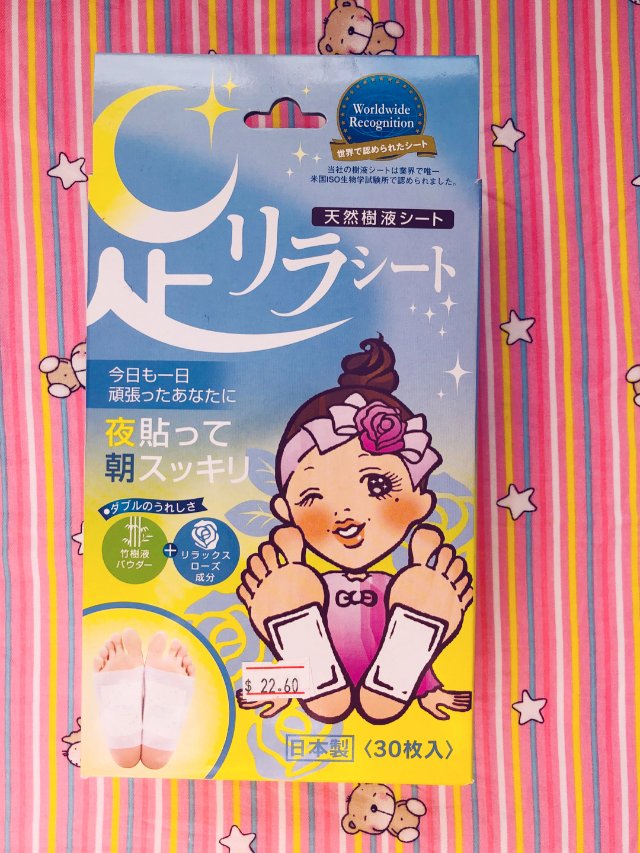 Worldwide
Recognition
世界で認められたシート
当社の樹液シートは業界で唯一
米国ISO生物学試験所で認められました。
天然樹液シート
足リラシート
今日も一日
頑張ったあなたに
夜貼って
朝スッキリ
●ダブルのうれしさ
竹樹液
パウダー
+
リラックス
ローズ
成分
$ 22.60
日本製 〈30枚入〉